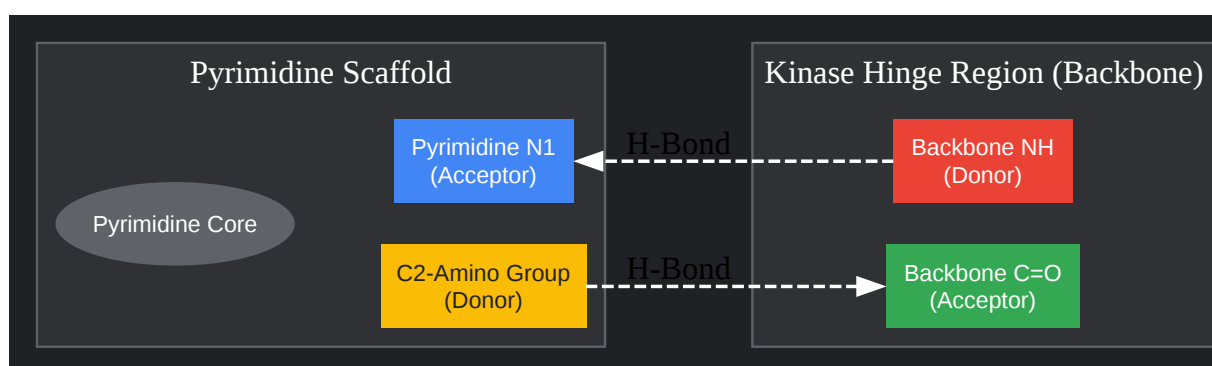 Pyrimidine Scaffold
Kinase Hinge Region (Backbone)
Pyrimidine N1
(Acceptor)
H-Bond
Backbone NH
(Donor)
Pyrimidine Core
C2-Amino Group
(Donor)
H-Bond
Backbone C=O
(Acceptor)